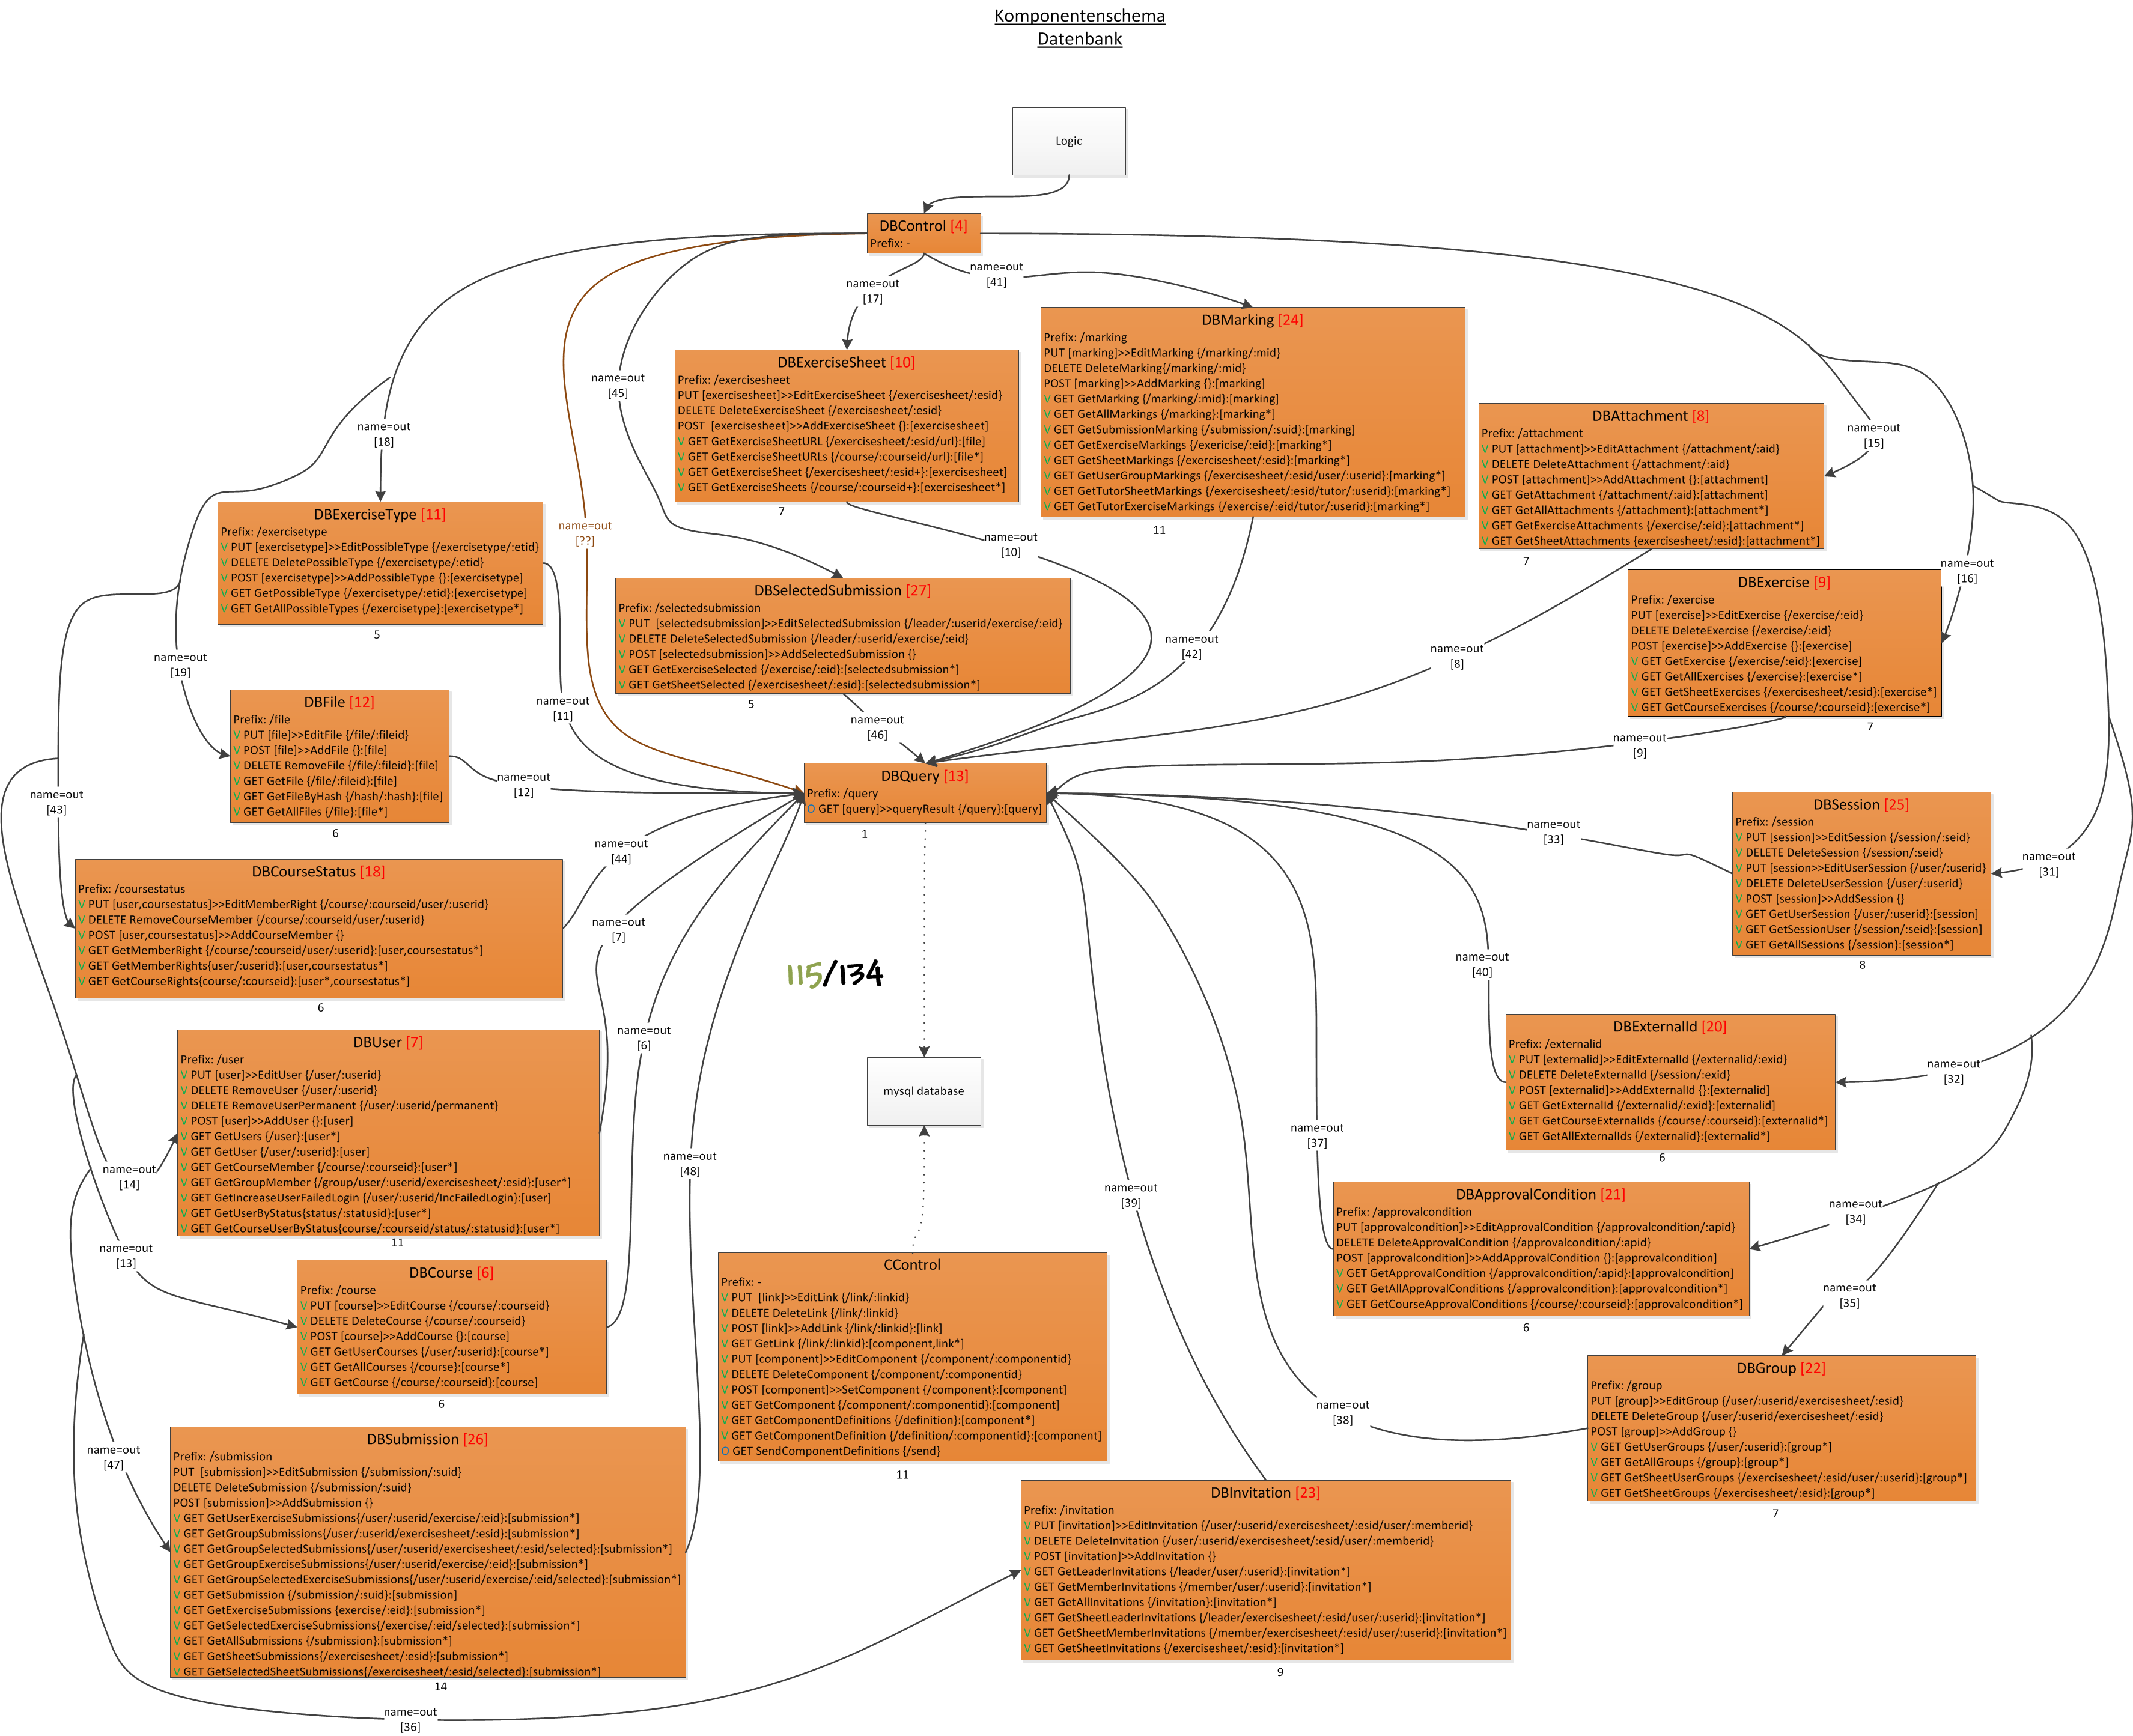 Komponentenschema
Datenbank
Logic
DBControl [4]
Prefix: -
name=out
[41]
name=out
[17]
DBMarking [24]
Prefix: /marking
PUT [marking]>>EditMarking {/marking/:mid}
DELETE DeleteMarking{/marking/:mid}
POST [marking]>>AddMarking {}:[marking]
V GET GetMarking {/marking/:mid}:[marking]
V GET GetAllMarkings {/marking}:[marking*]
V GET GetSubmissionMarking {/submission/:suid}:[marking]
V GET GetExerciseMarkings {/exericise/:eid}:[marking*]
V GET GetSheetMarkings {/exercisesheet/:esid}:[marking*]
V GET GetUserGroupMarkings {/exercisesheet/:esid/user/:userid}:[marking*]
V GET GetTutorSheetMarkings {/exercisesheet/:esid/tutor/:userid}:[marking*]
V GET GetTutorExerciseMarkings {/exercise/:eid/tutor/:userid}:[marking*]
11
DBExerciseSheet [10]
Prefix: /exercisesheet
PUT [exercisesheet]>>EditExerciseSheet {/exercisesheet/:esid}
DELETE DeleteExerciseSheet {/exercisesheet/:esid}
POST  [exercisesheet]>>AddExerciseSheet {}:[exercisesheet]
V GET GetExerciseSheetURL {/exercisesheet/:esid/url}:[file]
V GET GetExerciseSheetURLs {/course/:courseid/url}:[file*]
V GET GetExerciseSheet {/exercisesheet/:esid+}:[exercisesheet]
V GET GetExerciseSheets {/course/:courseid+}:[exercisesheet*]
7
name=out
[45]
name=out
[18]
name=out
[15]
DBAttachment [8]
Prefix: /attachment
V PUT [attachment]>>EditAttachment {/attachment/:aid}
V DELETE DeleteAttachment {/attachment/:aid}
V POST [attachment]>>AddAttachment {}:[attachment]
V GET GetAttachment {/attachment/:aid}:[attachment]
V GET GetAllAttachments {/attachment}:[attachment*]
V GET GetExerciseAttachments {/exercise/:eid}:[attachment*]
V GET GetSheetAttachments {exercisesheet/:esid}:[attachment*]
7
DBExerciseType [11]
Prefix: /exercisetype
V PUT [exercisetype]>>EditPossibleType {/exercisetype/:etid}
V DELETE DeletePossibleType {/exercisetype/:etid}
V POST [exercisetype]>>AddPossibleType {}:[exercisetype]
V GET GetPossibleType {/exercisetype/:etid}:[exercisetype]
V GET GetAllPossibleTypes {/exercisetype}:[exercisetype*]
5
name=out
[??]
name=out
[10]
name=out
[16]
DBSelectedSubmission [27]
Prefix: /selectedsubmission
V PUT  [selectedsubmission]>>EditSelectedSubmission {/leader/:userid/exercise/:eid}
V DELETE DeleteSelectedSubmission {/leader/:userid/exercise/:eid}
V POST [selectedsubmission]>>AddSelectedSubmission {}
V GET GetExerciseSelected {/exercise/:eid}:[selectedsubmission*]
V GET GetSheetSelected {/exercisesheet/:esid}:[selectedsubmission*]
5
DBExercise [9]
Prefix: /exercise
PUT [exercise]>>EditExercise {/exercise/:eid}
DELETE DeleteExercise {/exercise/:eid}
POST [exercise]>>AddExercise {}:[exercise]
V GET GetExercise {/exercise/:eid}:[exercise]
V GET GetAllExercises {/exercise}:[exercise*]
V GET GetSheetExercises {/exercisesheet/:esid}:[exercise*]
V GET GetCourseExercises {/course/:courseid}:[exercise*]
7
name=out
[42]
name=out
[8]
name=out
[19]
name=out
[11]
name=out
[46]
name=out
[9]
DBFile [12]
Prefix: /file
V PUT [file]>>EditFile {/file/:fileid}
V POST [file]>>AddFile {}:[file]
V DELETE RemoveFile {/file/:fileid}:[file]
V GET GetFile {/file/:fileid}:[file]
V GET GetFileByHash {/hash/:hash}:[file]
V GET GetAllFiles {/file}:[file*]
6
name=out
[12]
DBQuery [13]
Prefix: /query
O GET [query]>>queryResult {/query}:[query]
1
name=out
[43]
name=out
[44]
name=out
[33]
DBSession [25]
Prefix: /session
V PUT [session]>>EditSession {/session/:seid}
V DELETE DeleteSession {/session/:seid}
V PUT [session>>EditUserSession {/user/:userid}
V DELETE DeleteUserSession {/user/:userid}
V POST [session]>>AddSession {}
V GET GetUserSession {/user/:userid}:[session]
V GET GetSessionUser {/session/:seid}:[session]
V GET GetAllSessions {/session}:[session*]
8
name=out
[31]
DBCourseStatus [18]
Prefix: /coursestatus
V PUT [user,coursestatus]>>EditMemberRight {/course/:courseid/user/:userid}
V DELETE RemoveCourseMember {/course/:courseid/user/:userid}
V POST [user,coursestatus]>>AddCourseMember {}
V GET GetMemberRight {/course/:courseid/user/:userid}:[user,coursestatus*]
V GET GetMemberRights{user/:userid}:[user,coursestatus*]
V GET GetCourseRights{course/:courseid}:[user*,coursestatus*]
6
name=out
[7]
115/134
name=out
[40]
name=out
[6]
DBUser [7]
Prefix: /user
V PUT [user]>>EditUser {/user/:userid}
V DELETE RemoveUser {/user/:userid}
V DELETE RemoveUserPermanent {/user/:userid/permanent}
V POST [user]>>AddUser {}:[user]
V GET GetUsers {/user}:[user*]
V GET GetUser {/user/:userid}:[user]
V GET GetCourseMember {/course/:courseid}:[user*]
V GET GetGroupMember {/group/user/:userid/exercisesheet/:esid}:[user*]
V GET GetIncreaseUserFailedLogin {/user/:userid/IncFailedLogin}:[user]
V GET GetUserByStatus{status/:statusid}:[user*]
V GET GetCourseUserByStatus{course/:courseid/status/:statusid}:[user*]
11
mysql database
DBExternalId [20]
Prefix: /externalid
V PUT [externalid]>>EditExternalId {/externalid/:exid}
V DELETE DeleteExternalId {/session/:exid}
V POST [externalid]>>AddExternalId {}:[externalid]
V GET GetExternalId {/externalid/:exid}:[externalid]
V GET GetCourseExternalIds {/course/:courseid}:[externalid*]
V GET GetAllExternalIds {/externalid}:[externalid*]
6
name=out
[32]
name=out
[14]
name=out
[48]
name=out
[39]
name=out
[37]
DBApprovalCondition [21]
Prefix: /approvalcondition
PUT [approvalcondition]>>EditApprovalCondition {/approvalcondition/:apid}
DELETE DeleteApprovalCondition {/approvalcondition/:apid}
POST [approvalcondition]>>AddApprovalCondition {}:[approvalcondition]
V GET GetApprovalCondition {/approvalcondition/:apid}:[approvalcondition]
V GET GetAllApprovalConditions {/approvalcondition}:[approvalcondition*]
V GET GetCourseApprovalConditions {/course/:courseid}:[approvalcondition*]
6
name=out
[34]
name=out
[35]
name=out
[13]
DBCourse [6]
Prefix: /course
V PUT [course]>>EditCourse {/course/:courseid}
V DELETE DeleteCourse {/course/:courseid}
V POST [course]>>AddCourse {}:[course]
V GET GetUserCourses {/user/:userid}:[course*]
V GET GetAllCourses {/course}:[course*]
V GET GetCourse {/course/:courseid}:[course]
6
CControl
Prefix: -
V PUT  [link]>>EditLink {/link/:linkid}
V DELETE DeleteLink {/link/:linkid}
V POST [link]>>AddLink {/link/:linkid}:[link]
V GET GetLink {/link/:linkid}:[component,link*]
V PUT [component]>>EditComponent {/component/:componentid}
V DELETE DeleteComponent {/component/:componentid}
V POST [component]>>SetComponent {/component}:[component]
V GET GetComponent {/component/:componentid}:[component]
V GET GetComponentDefinitions {/definition}:[component*]
V GET GetComponentDefinition {/definition/:componentid}:[component]
O GET SendComponentDefinitions {/send}
11
name=out
[38]
DBGroup [22]
Prefix: /group
PUT [group]>>EditGroup {/user/:userid/exercisesheet/:esid}
DELETE DeleteGroup {/user/:userid/exercisesheet/:esid}
POST [group]>>AddGroup {}
V GET GetUserGroups {/user/:userid}:[group*]
V GET GetAllGroups {/group}:[group*]
V GET GetSheetUserGroups {/exercisesheet/:esid/user/:userid}:[group*]
V GET GetSheetGroups {/exercisesheet/:esid}:[group*]
7
name=out
[47]
DBSubmission [26]
Prefix: /submission
PUT  [submission]>>EditSubmission {/submission/:suid}
DELETE DeleteSubmission {/submission/:suid}
POST [submission]>>AddSubmission {}
V GET GetUserExerciseSubmissions{/user/:userid/exercise/:eid}:[submission*]
V GET GetGroupSubmissions{/user/:userid/exercisesheet/:esid}:[submission*]
V GET GetGroupSelectedSubmissions{/user/:userid/exercisesheet/:esid/selected}:[submission*]
V GET GetGroupExerciseSubmissions{/user/:userid/exercise/:eid}:[submission*]
V GET GetGroupSelectedExerciseSubmissions{/user/:userid/exercise/:eid/selected}:[submission*]
V GET GetSubmission {/submission/:suid}:[submission]
V GET GetExerciseSubmissions {exercise/:eid}:[submission*]
V GET GetSelectedExerciseSubmissions{/exercise/:eid/selected}:[submission*]
V GET GetAllSubmissions {/submission}:[submission*]
V GET GetSheetSubmissions{/exercisesheet/:esid}:[submission*]
V GET GetSelectedSheetSubmissions{/exercisesheet/:esid/selected}:[submission*]
14
DBInvitation [23]
Prefix: /invitation
V PUT [invitation]>>EditInvitation {/user/:userid/exercisesheet/:esid/user/:memberid}
V DELETE DeleteInvitation {/user/:userid/exercisesheet/:esid/user/:memberid}
V POST [invitation]>>AddInvitation {}
V GET GetLeaderInvitations {/leader/user/:userid}:[invitation*]
V GET GetMemberInvitations {/member/user/:userid}:[invitation*]
V GET GetAllInvitations {/invitation}:[invitation*]
V GET GetSheetLeaderInvitations {/leader/exercisesheet/:esid/user/:userid}:[invitation*]
V GET GetSheetMemberInvitations {/member/exercisesheet/:esid/user/:userid}:[invitation*]
V GET GetSheetInvitations {/exercisesheet/:esid}:[invitation*]
9
name=out
[36]